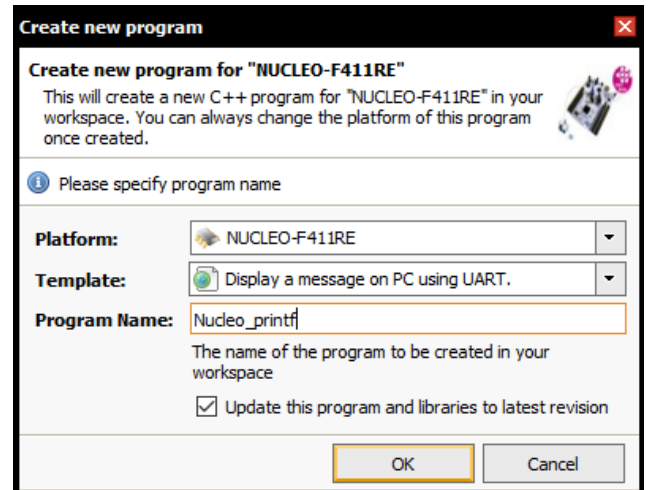 Create new program
Create new program for "NUCLEO-F411RE"
This will create a new C++ program for "NUCLEO-F411RE" in your
workspace. You can always change the platform of this program
once created.
Please specify program name
Platform: NUCLEO-F411RE
Template: Display a message on PC using UART.
Program Name: Nucleo_printf
The name of the program to be created in your
workspace
Update this program and libraries to latest revision
OK Cancel